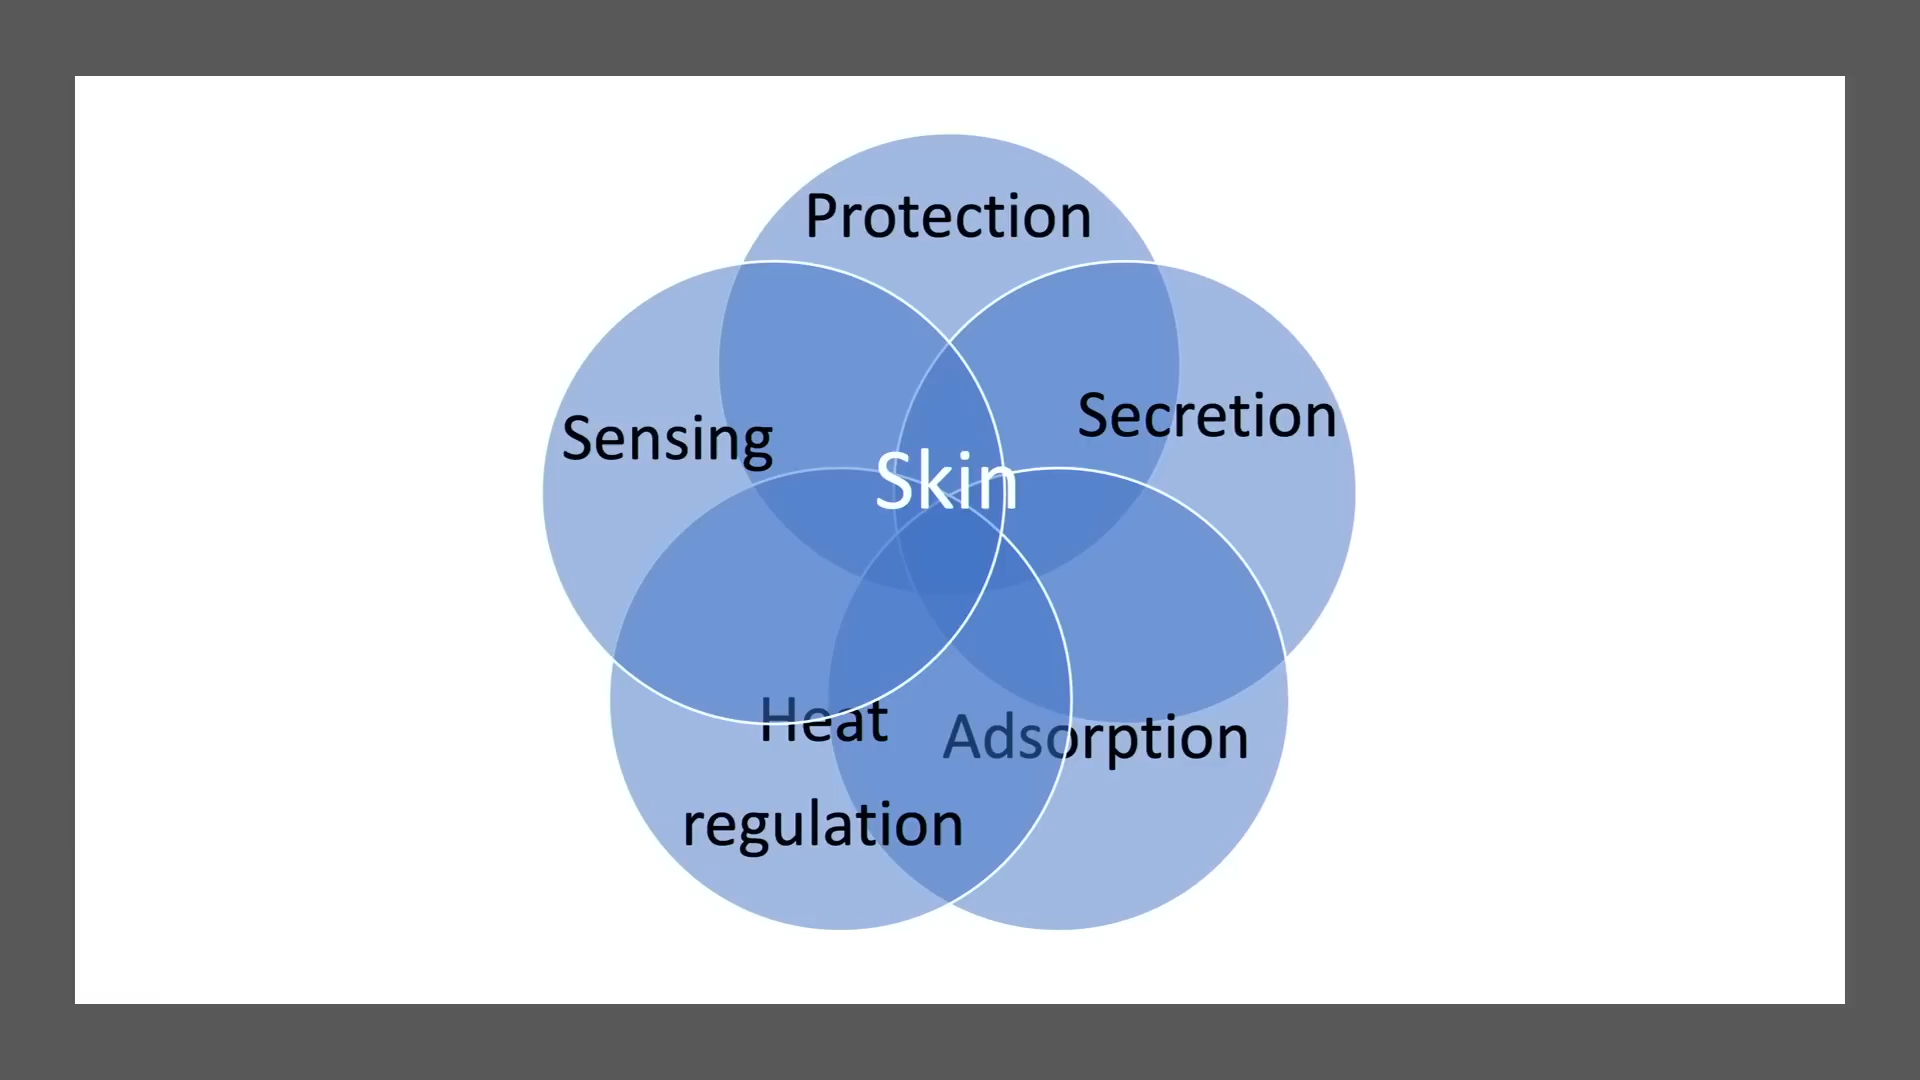 Protection
Sensing
Secretion
Skin
Heat
regulation
Adsorption